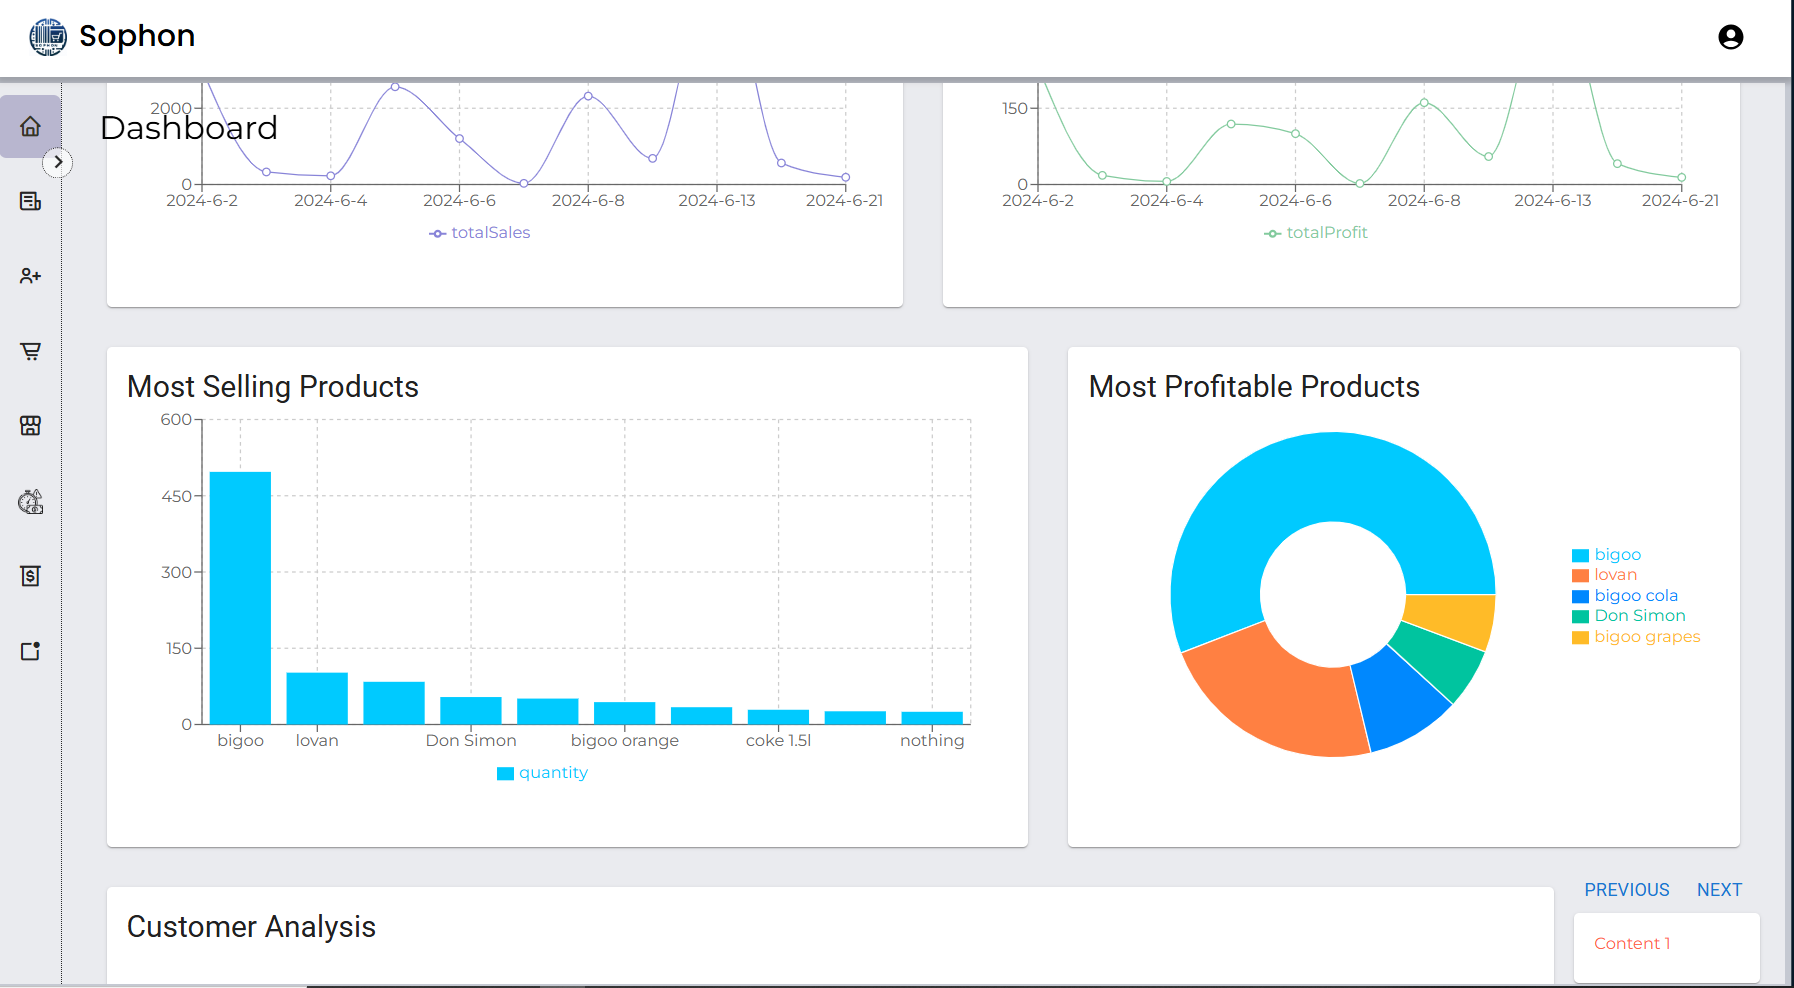 Sophon
Dashboard
2000
0
2024-6-2 2024-6-4 2024-6-6 2024-6-8 2024-6-13 2024-6-21
totalSales
150
0
2024-6-2 2024-6-4 2024-6-6 2024-6-8 2024-6-13 2024-6-21
totalProfit
Most Selling Products
600
450
300
150
0
bigoo lovan Don Simon bigoo orange coke 1.5l nothing
quantity
Most Profitable Products
bigoo
lovan
bigoo cola
Don Simon
bigoo grapes
Customer Analysis
PREVIOUS NEXT
Content 1